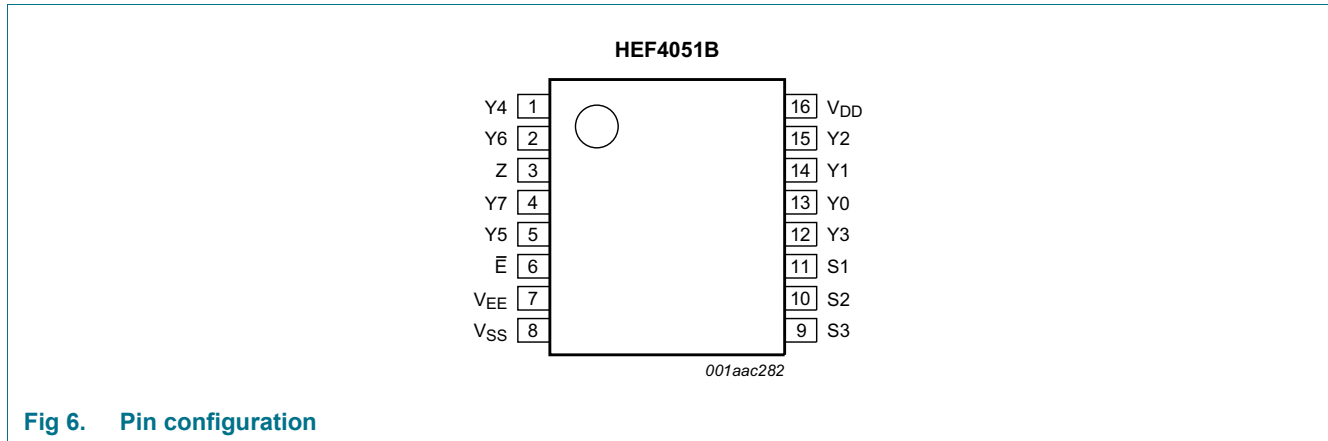 HEF4051B
Y4 1 16 VDD
Y6 2 15 Y2
Z 3 14 Y1
Y7 4 13 Y0
Y5 5 12 Y3
E̅ 6 11 S1
VEE 7 10 S2
VSS 8 9 S3
001aac282
Fig 6. Pin configuration